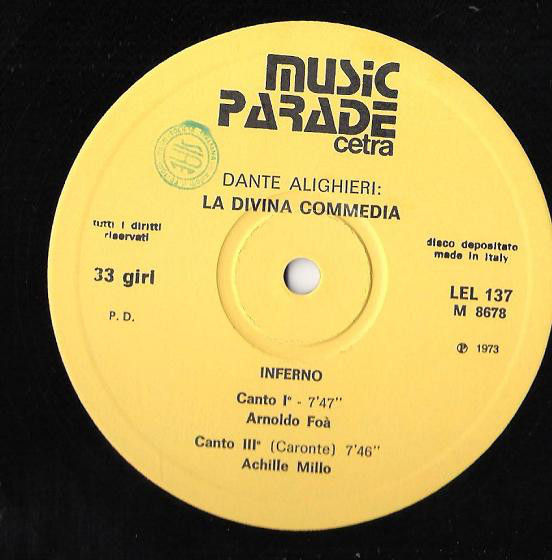 music
PARADE
cetra
SIAE
DANTE ALIGHIERI:
LA DIVINA COMMEDIA
tutti i diritti
riservati
disco depositato
made in Italy
33 giri
LEL 137
M 8678
P. D.
℗ 1973
INFERNO
Canto I° - 7'47"
Arnoldo Foà
Canto III° (Caronte) 7'46"
Achille Millo